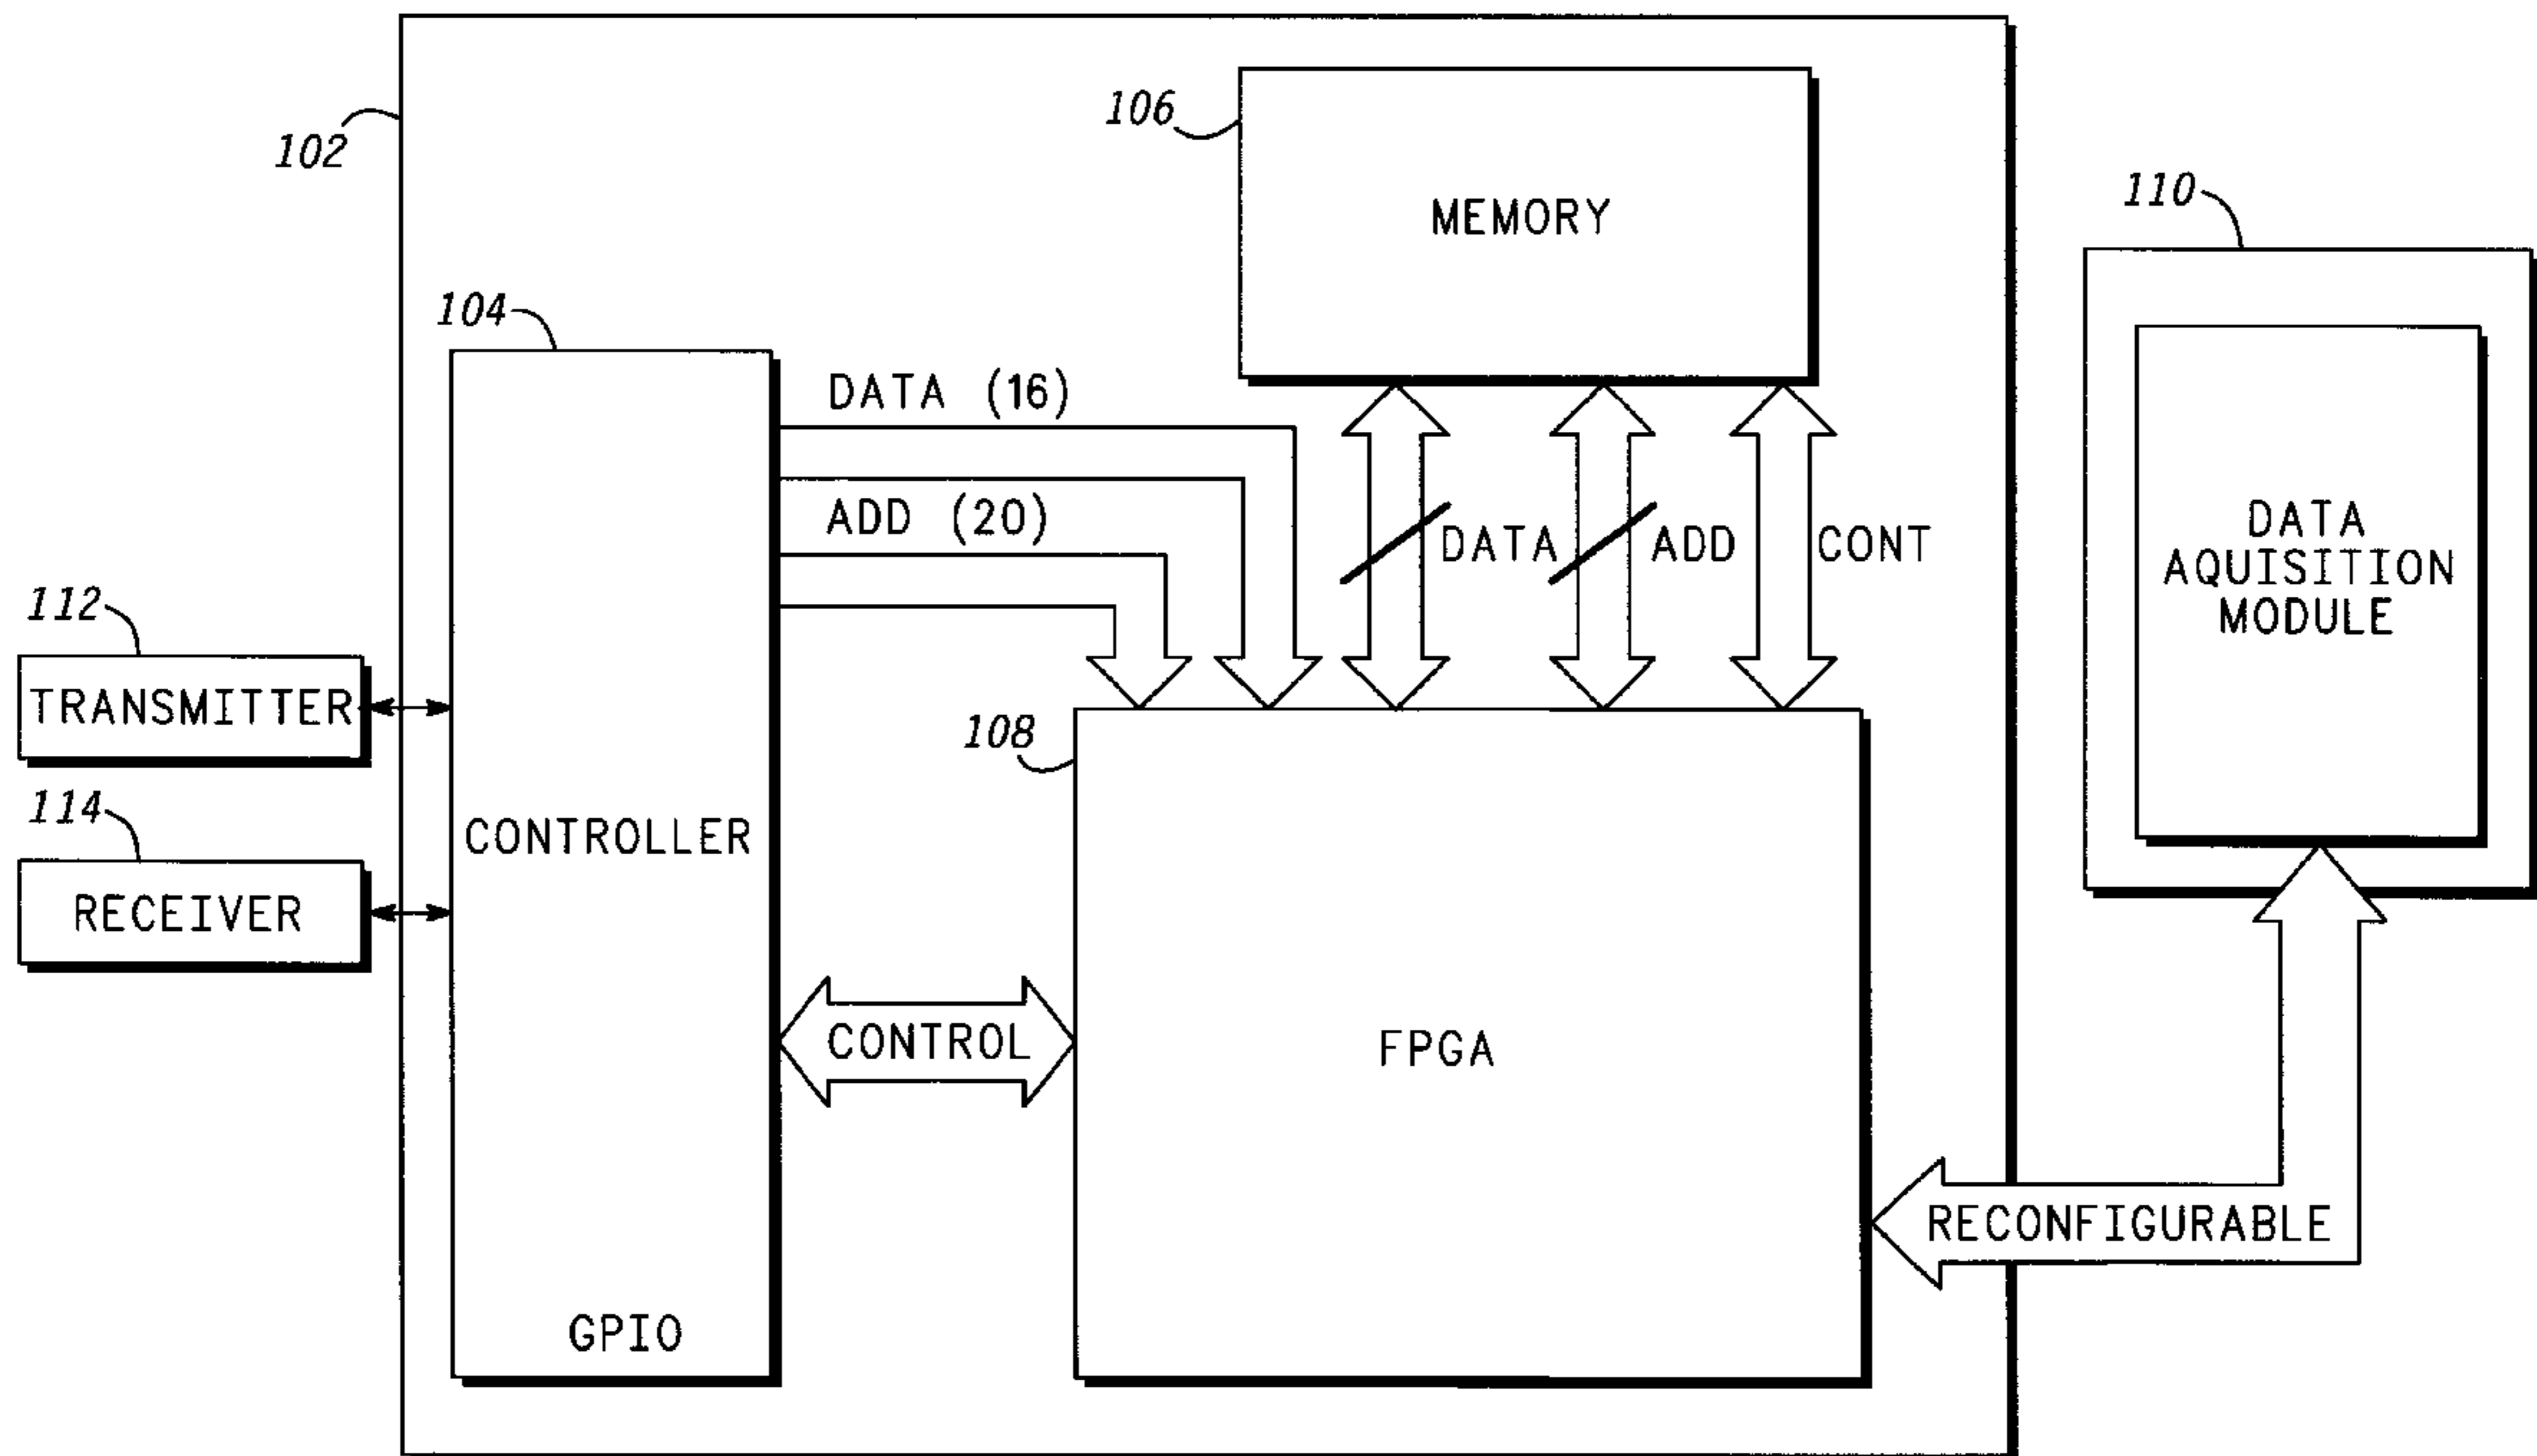 102
106
MEMORY
110
104
DATA (16)
ADD (20)
DATA
ADD
CONT
DATA
AQUISITION
MODULE
112
TRANSMITTER
114
RECEIVER
CONTROLLER
GPIO
108
CONTROL
FPGA
RECONFIGURABLE